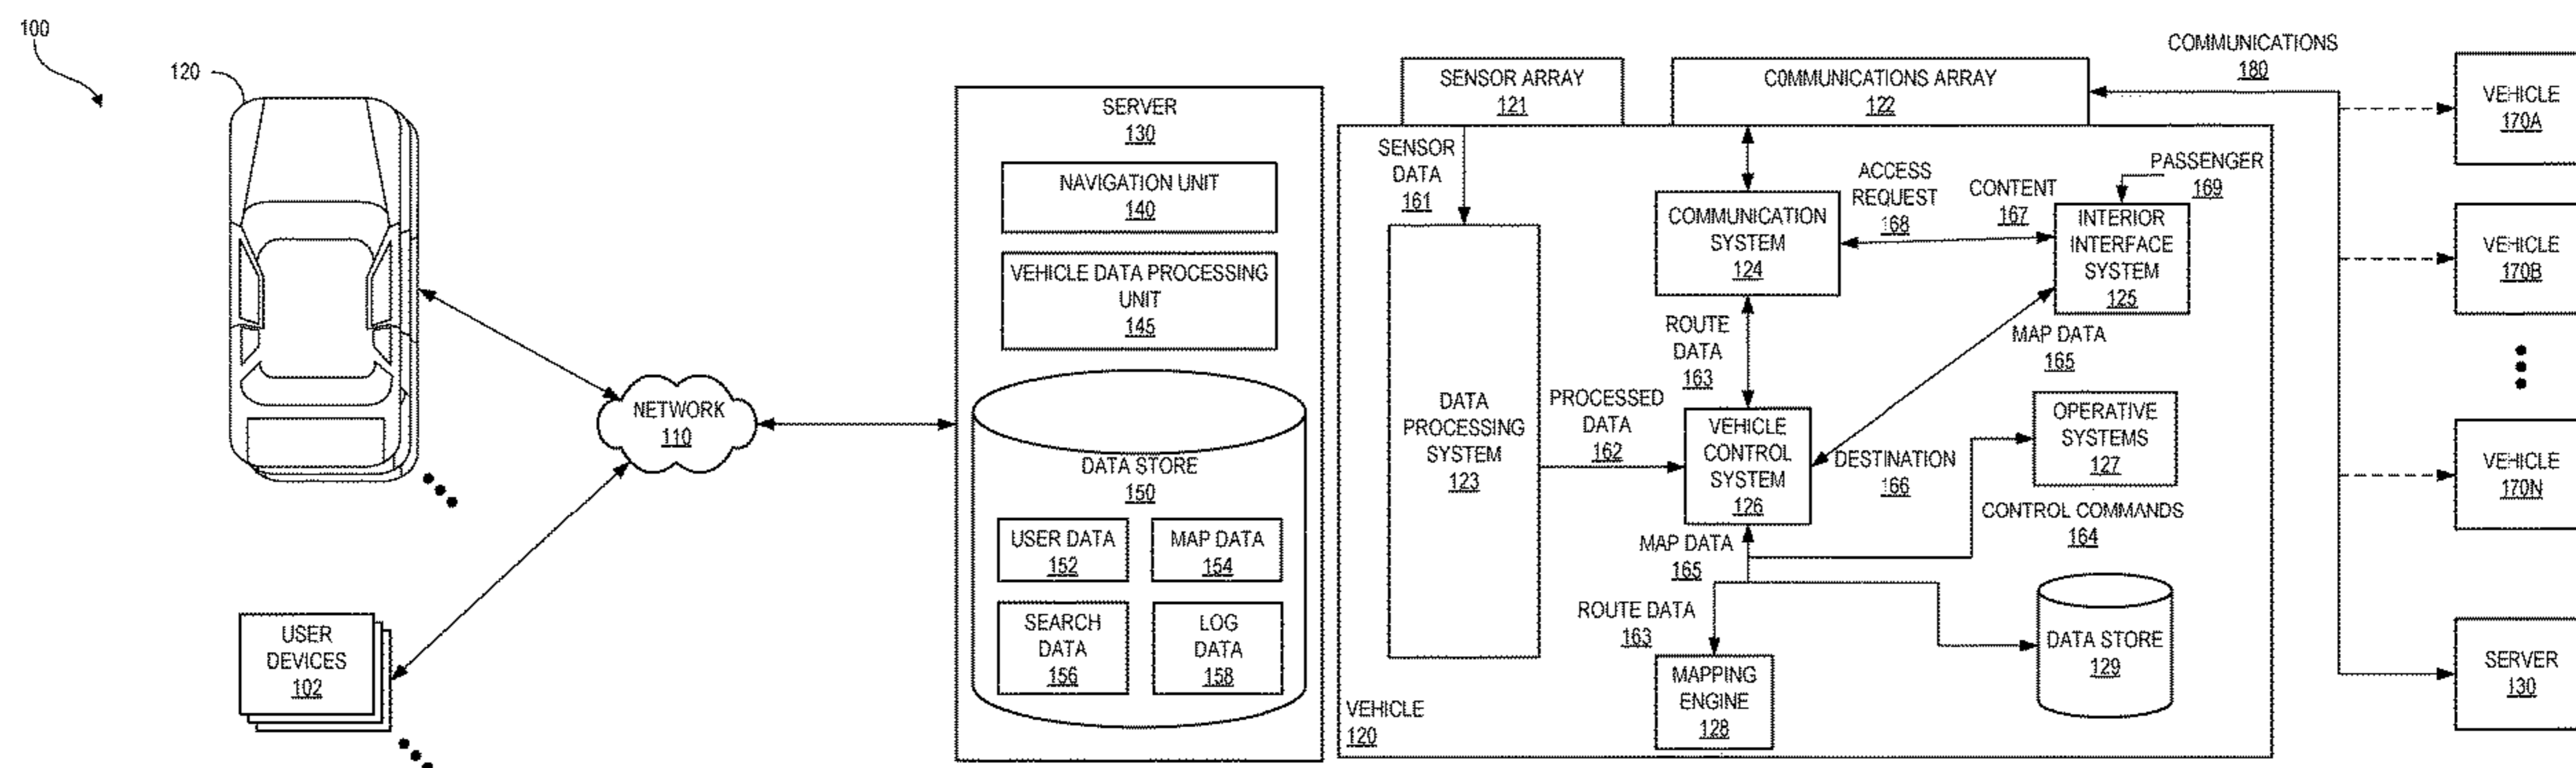 100
120
NETWORK
110
USER
DEVICES
102
SERVER
130
NAVIGATION UNIT
140
VEHICLE DATA PROCESSING
UNIT
145
DATA STORE
150
USER DATA
152
MAP DATA
154
SEARCH
DATA
156
LOG
DATA
158
SENSOR ARRAY
121
COMMUNICATIONS ARRAY
122
COMMUNICATIONS
180
SENSOR
DATA
161
DATA
PROCESSING
SYSTEM
123
COMMUNICATION
SYSTEM
124
ACCESS
REQUEST
168
CONTENT
167
PASSENGER
169
INTERIOR
INTERFACE
SYSTEM
125
ROUTE
DATA
163
MAP DATA
165
PROCESSED
DATA
162
VEHICLE
CONTROL
SYSTEM
126
DESTINATION
166
OPERATIVE
SYSTEMS
127
CONTROL COMMANDS
164
MAP DATA
165
ROUTE DATA
163
MAPPING
ENGINE
128
DATA STORE
129
VEHICLE
120
VEHICLE
170A
VEHICLE
170B
VEHICLE
170N
SERVER
130